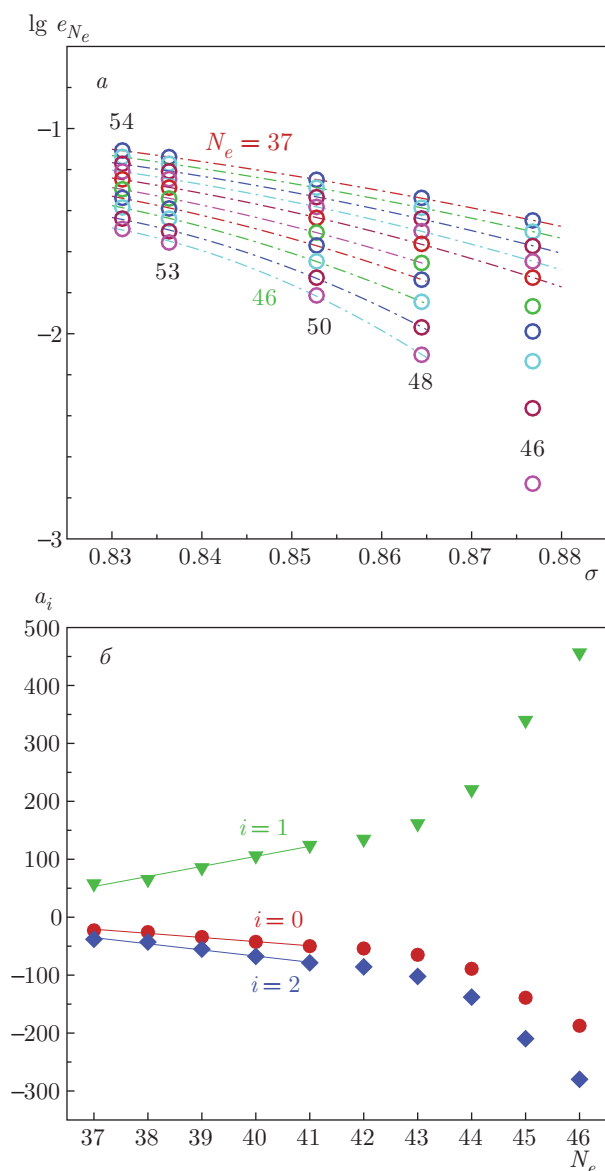 lg e_{N_e}
а
54
N_e = 37
−1
53
46
50
−2
48
46
−3
0.83 0.84 0.85 0.86 0.87 0.88
σ
a_i
500
б
400
300
200
i = 1
100
0
i = 0
−100
i = 2
−200
−300
37 38 39 40 41 42 43 44 45 46
N_e